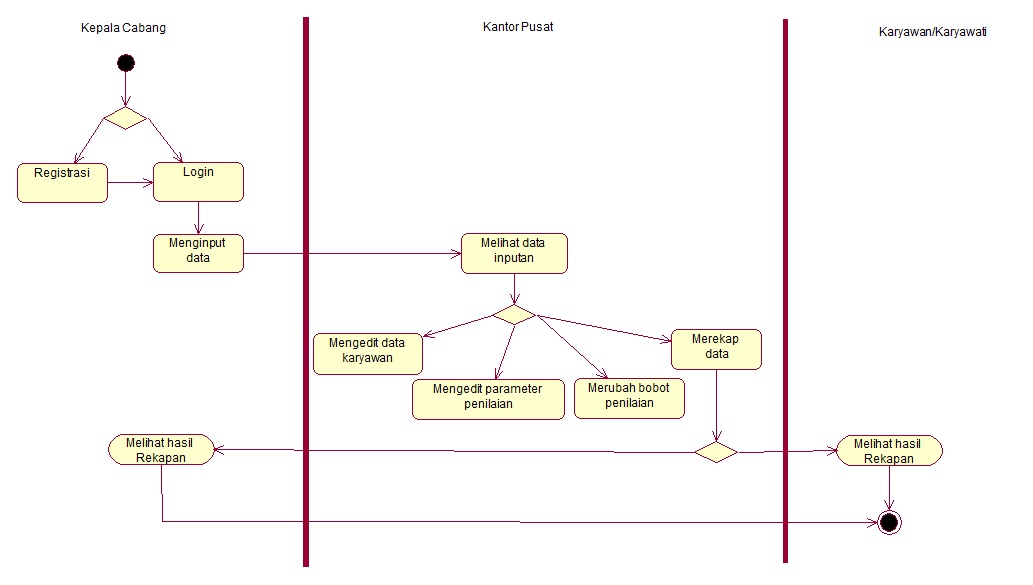 Kepala Cabang
Kantor Pusat
Karyawan/Karyawati
Registrasi
Login
Menginput
data
Melihat data
inputan
Mengedit data
karyawan
Mengedit parameter
penilaian
Merubah bobot
penilaian
Merekap
data
Melihat hasil
Rekapan
Melihat hasil
Rekapan